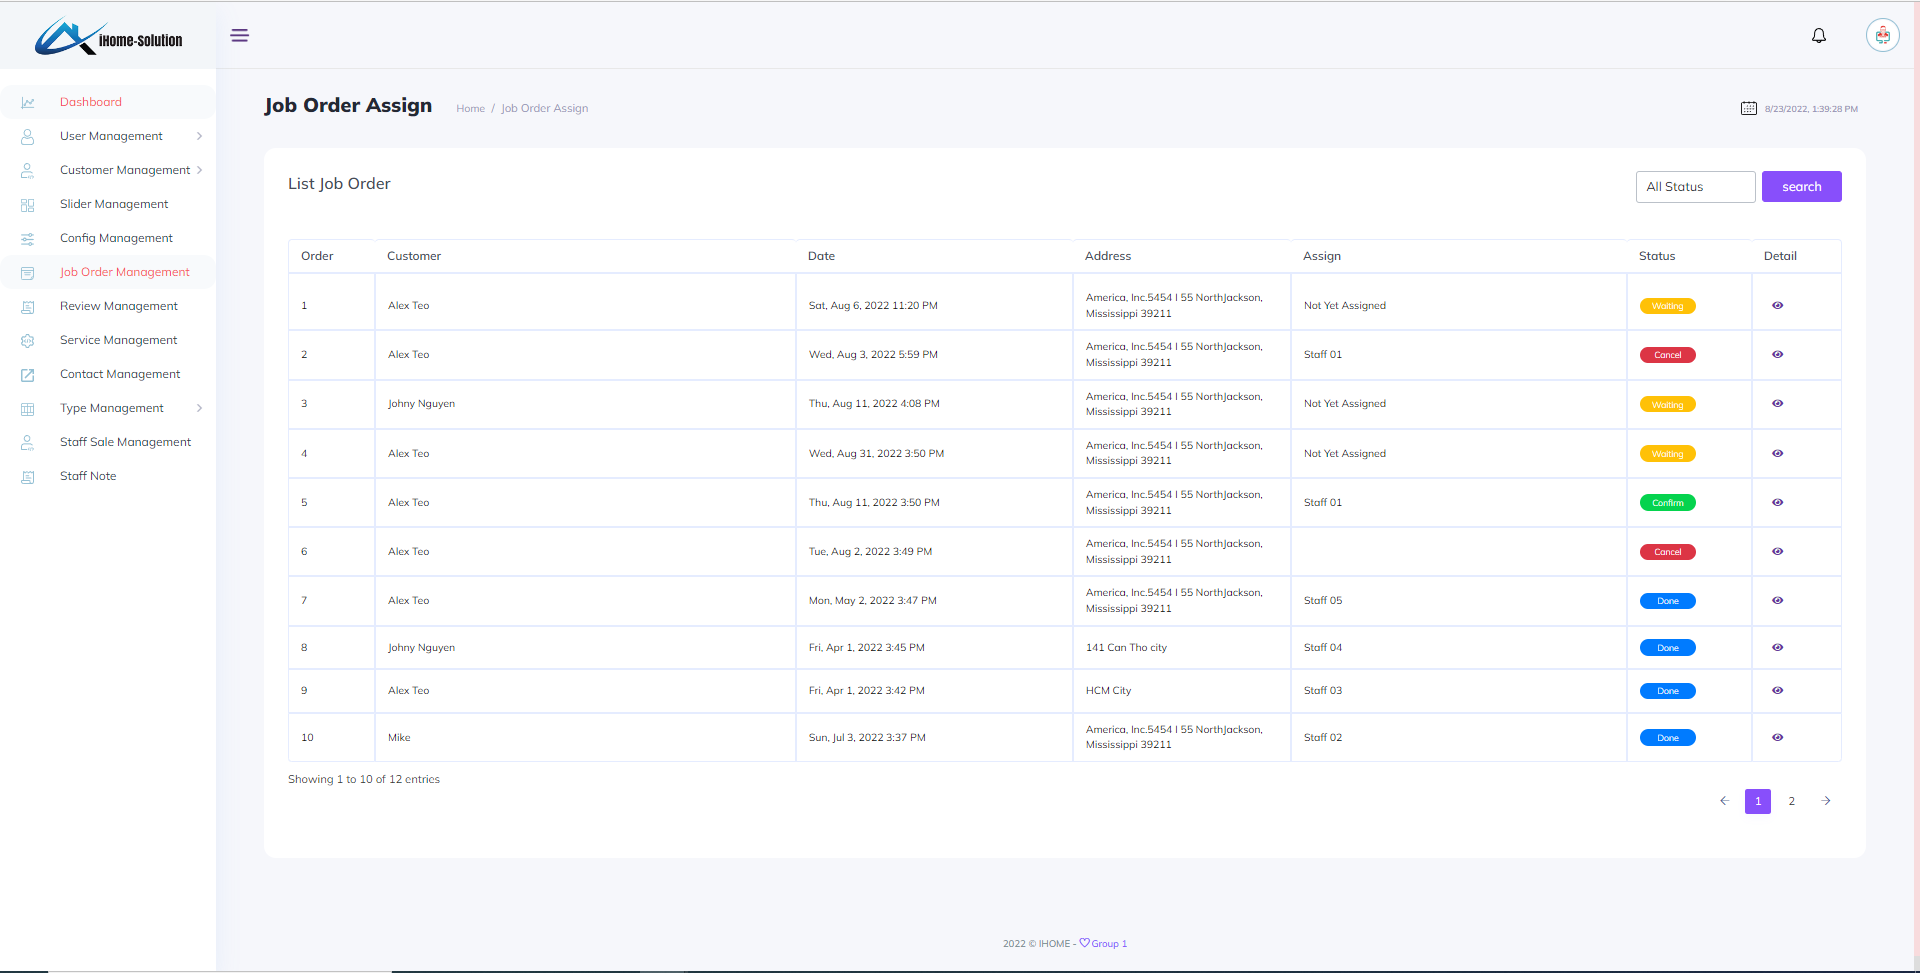 iHome-Solution
Dashboard
User Management
Customer Management
Slider Management
Config Management
Job Order Management
Review Management
Service Management
Contact Management
Type Management
Staff Sale Management
Staff Note
Job Order Assign
Home / Job Order Assign
8/23/2022, 1:39:28 PM
List Job Order
All Status
search
Order Customer Date Address Assign Status Detail
1 Alex Teo Sat, Aug 6, 2022 11:20 PM America, Inc.5454 I 55 NorthJackson, Not Yet Assigned Waiting
Mississippi 39211
2 Alex Teo Wed, Aug 3, 2022 5:59 PM America, Inc.5454 I 55 NorthJackson, Staff 01 Cancel
Mississippi 39211
3 Johny Nguyen Thu, Aug 11, 2022 4:08 PM America, Inc.5454 I 55 NorthJackson, Not Yet Assigned Waiting
Mississippi 39211
4 Alex Teo Wed, Aug 31, 2022 3:50 PM America, Inc.5454 I 55 NorthJackson, Not Yet Assigned Waiting
Mississippi 39211
5 Alex Teo Thu, Aug 11, 2022 3:50 PM America, Inc.5454 I 55 NorthJackson, Staff 01 Confirm
Mississippi 39211
6 Alex Teo Tue, Aug 2, 2022 3:49 PM America, Inc.5454 I 55 NorthJackson, Cancel
Mississippi 39211
7 Alex Teo Mon, May 2, 2022 3:47 PM America, Inc.5454 I 55 NorthJackson, Staff 05 Done
Mississippi 39211
8 Johny Nguyen Fri, Apr 1, 2022 3:45 PM 141 Can Tho city Staff 04 Done
9 Alex Teo Fri, Apr 1, 2022 3:42 PM HCM City Staff 03 Done
10 Mike Sun, Jul 3, 2022 3:37 PM America, Inc.5454 I 55 NorthJackson, Staff 02 Done
Mississippi 39211
Showing 1 to 10 of 12 entries
← 1 2 →
2022 © IHOME - ♡Group 1